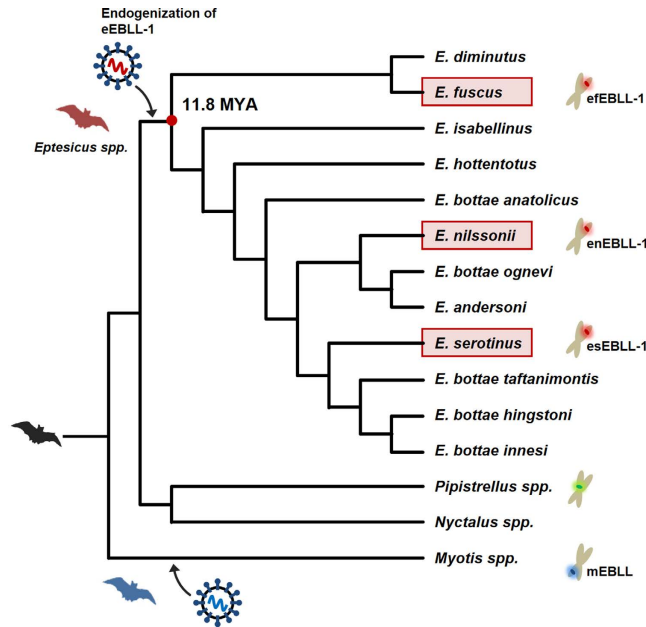 Endogenization of
eEBLL-1
E. diminutus
E. fuscus
efEBLL-1
11.8 MYA
Eptesicus spp.
E. isabellinus
E. hottentotus
E. bottae anatolicus
E. nilssonii
enEBLL-1
E. bottae ognevi
E. andersoni
E. serotinus
esEBLL-1
E. bottae taftanimontis
E. bottae hingstoni
E. bottae innesi
Pipistrellus spp.
Nyctalus spp.
Myotis spp.
mEBLL